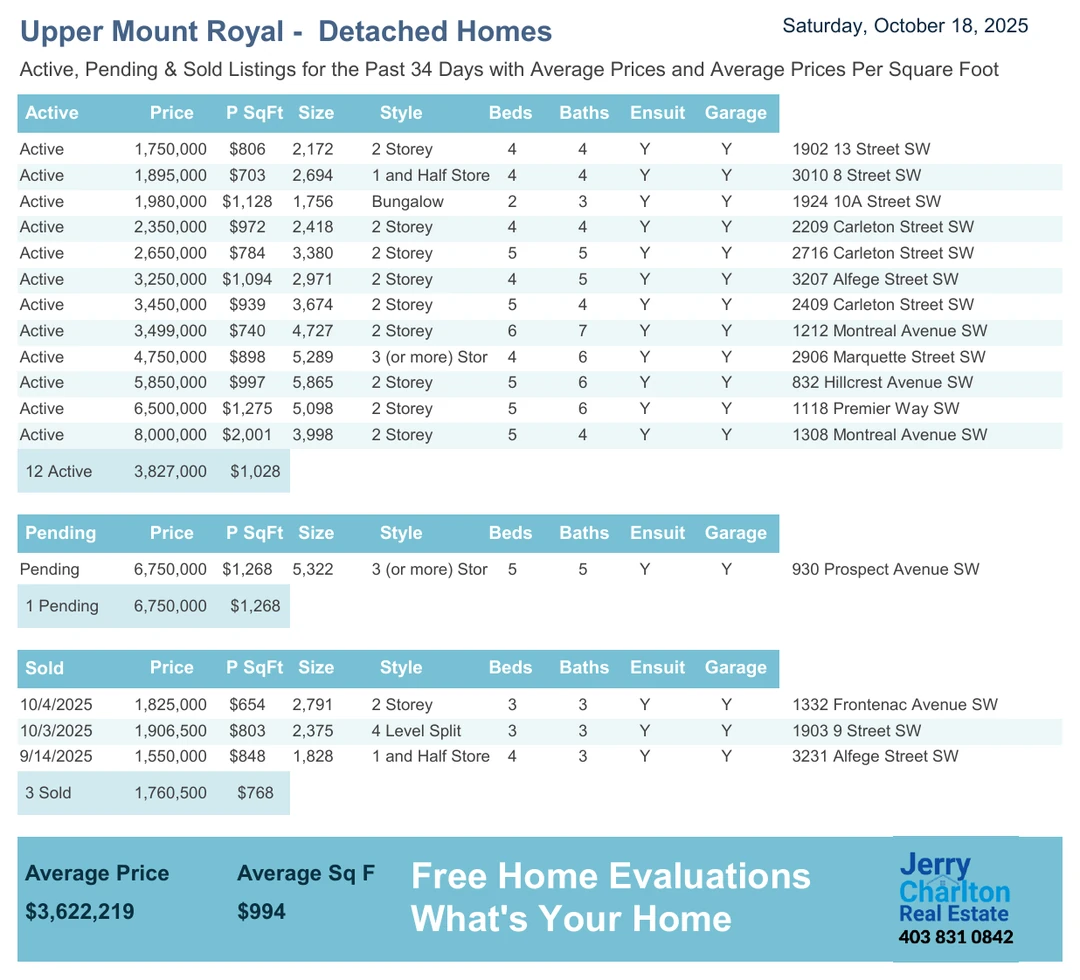 Upper Mount Royal - Detached Homes
Saturday, October 18, 2025
Active, Pending & Sold Listings for the Past 34 Days with Average Prices and Average Prices Per Square Foot
Active Price P SqFt Size Style Beds Baths Ensuit Garage
Active 1,750,000 $806 2,172 2 Storey 4 4 Y Y 1902 13 Street SW
Active 1,895,000 $703 2,694 1 and Half Store 4 4 Y Y 3010 8 Street SW
Active 1,980,000 $1,128 1,756 Bungalow 2 3 Y Y 1924 10A Street SW
Active 2,350,000 $972 2,418 2 Storey 4 4 Y Y 2209 Carleton Street SW
Active 2,650,000 $784 3,380 2 Storey 5 5 Y Y 2716 Carleton Street SW
Active 3,250,000 $1,094 2,971 2 Storey 4 5 Y Y 3207 Alfege Street SW
Active 3,450,000 $939 3,674 2 Storey 5 4 Y Y 2409 Carleton Street SW
Active 3,499,000 $740 4,727 2 Storey 6 7 Y Y 1212 Montreal Avenue SW
Active 4,750,000 $898 5,289 3 (or more) Stor 4 6 Y Y 2906 Marquette Street SW
Active 5,850,000 $997 5,865 2 Storey 5 6 Y Y 832 Hillcrest Avenue SW
Active 6,500,000 $1,275 5,098 2 Storey 5 6 Y Y 1118 Premier Way SW
Active 8,000,000 $2,001 3,998 2 Storey 5 4 Y Y 1308 Montreal Avenue SW
12 Active 3,827,000 $1,028
Pending Price P SqFt Size Style Beds Baths Ensuit Garage
Pending 6,750,000 $1,268 5,322 3 (or more) Stor 5 5 Y Y 930 Prospect Avenue SW
1 Pending 6,750,000 $1,268
Sold Price P SqFt Size Style Beds Baths Ensuit Garage
10/4/2025 1,825,000 $654 2,791 2 Storey 3 3 Y Y 1332 Frontenac Avenue SW
10/3/2025 1,906,500 $803 2,375 4 Level Split 3 3 Y Y 1903 9 Street SW
9/14/2025 1,550,000 $848 1,828 1 and Half Store 4 3 Y Y 3231 Alfege Street SW
3 Sold 1,760,500 $768
Average Price Average Sq F
$3,622,219 $994
Free Home Evaluations
What's Your Home
Jerry
Charlton
Real Estate
403 831 0842